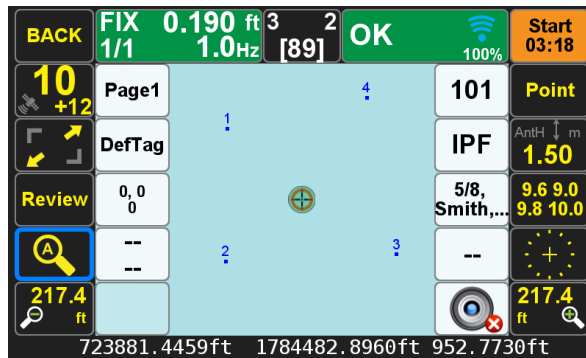 BACK
FIX 0.190 ft
1/1 1.0Hz
3 2
[89]
OK
100%
Start
03:18
10
+12
Page1
4
101
Point
1
DefTag
IPF
AntH m
1.50
Review
0, 0
0
5/8,
Smith,...
9.6 9.0
9.8 10.0
A
--
--
2
3
--
217.4
ft
217.4
ft
723881.4459ft 1784482.8960ft 952.7730ft